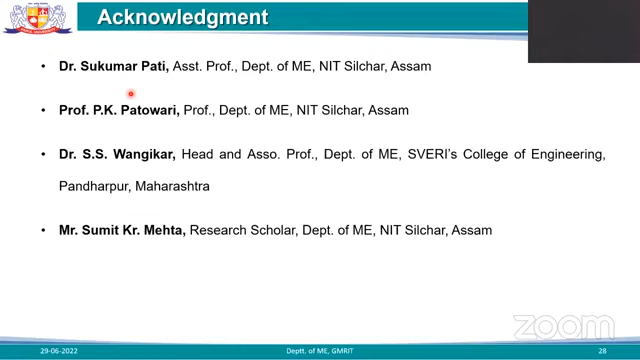 Acknowledgment
• Dr. Sukumar Pati, Asst. Prof., Dept. of ME, NIT Silchar, Assam
• Prof. P.K. Patowari, Prof., Dept. of ME, NIT Silchar, Assam
• Dr. S.S. Wangikar, Head and Asso. Prof., Dept. of ME, SVERI's College of Engineering,
Pandharpur, Maharashtra
• Mr. Sumit Kr. Mehta, Research Scholar, Dept. of ME, NIT Silchar, Assam
zoom
29-06-2022
Deptt. of ME, GMRIT
28